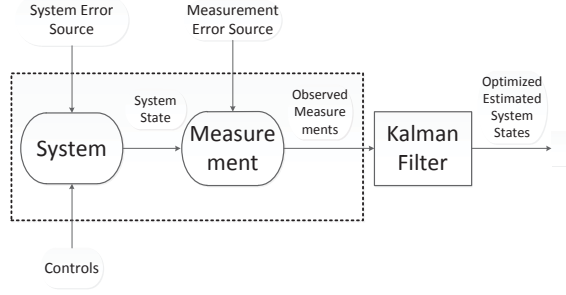 System Error
Source
Measurement
Error Source
System
State
Observed
Measure
ments
Optimized
Estimated
System
States
System
Measure
ment
Kalman
Filter
Controls